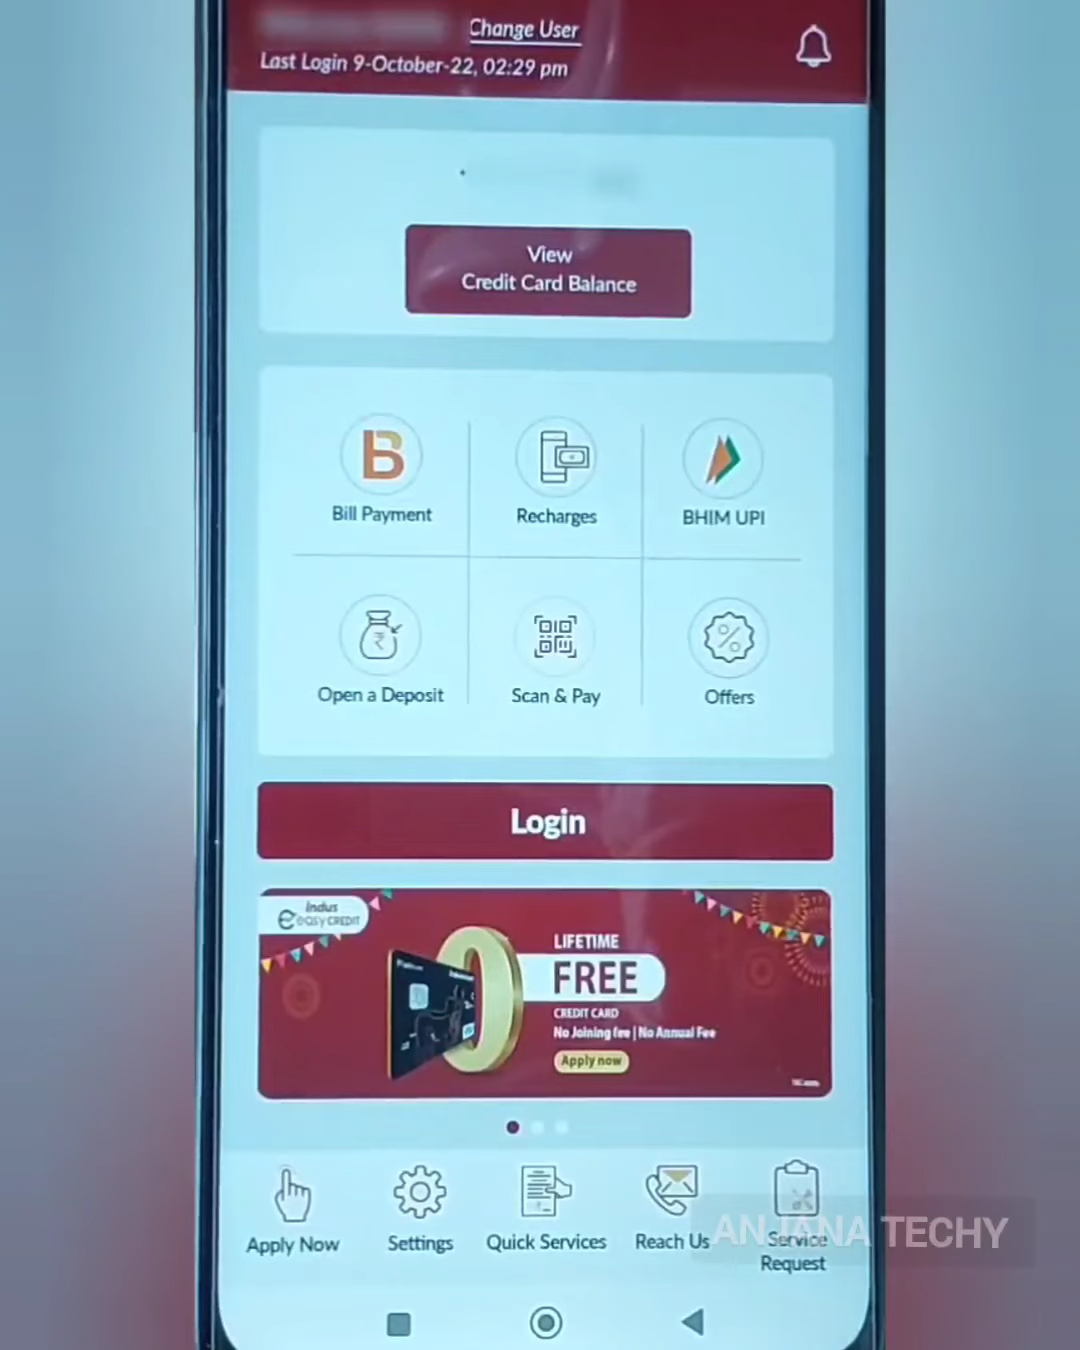 Change User
Last Login 9-October-22, 02:29 pm
View
Credit Card Balance
Bill Payment
Recharges
BHIM UPI
Open a Deposit
Scan & Pay
Offers
Login
Indus
easy CREDIT
LIFETIME
FREE
CREDIT CARD
No Joining fee | No Annual Fee
Apply now
Apply Now
Settings
Quick Services
Reach Us
Service
Request
ANJANA TECHY